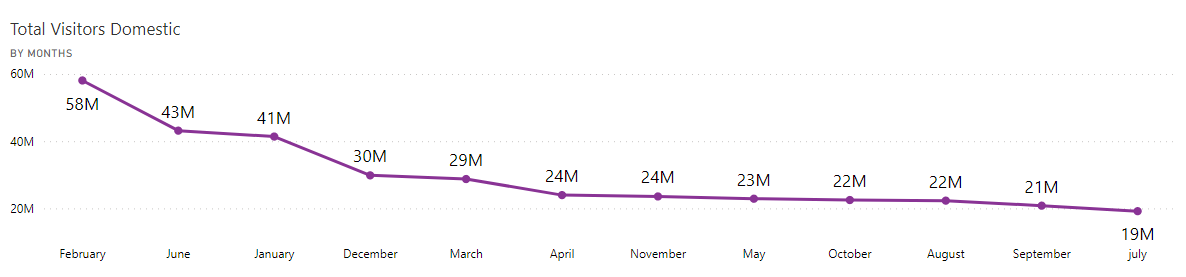 Total Visitors Domestic
BY MONTHS
60M
58M
43M
41M
40M
30M
29M
24M
24M
23M
22M
22M
21M
20M
19M
February June January December March April November May October August September july